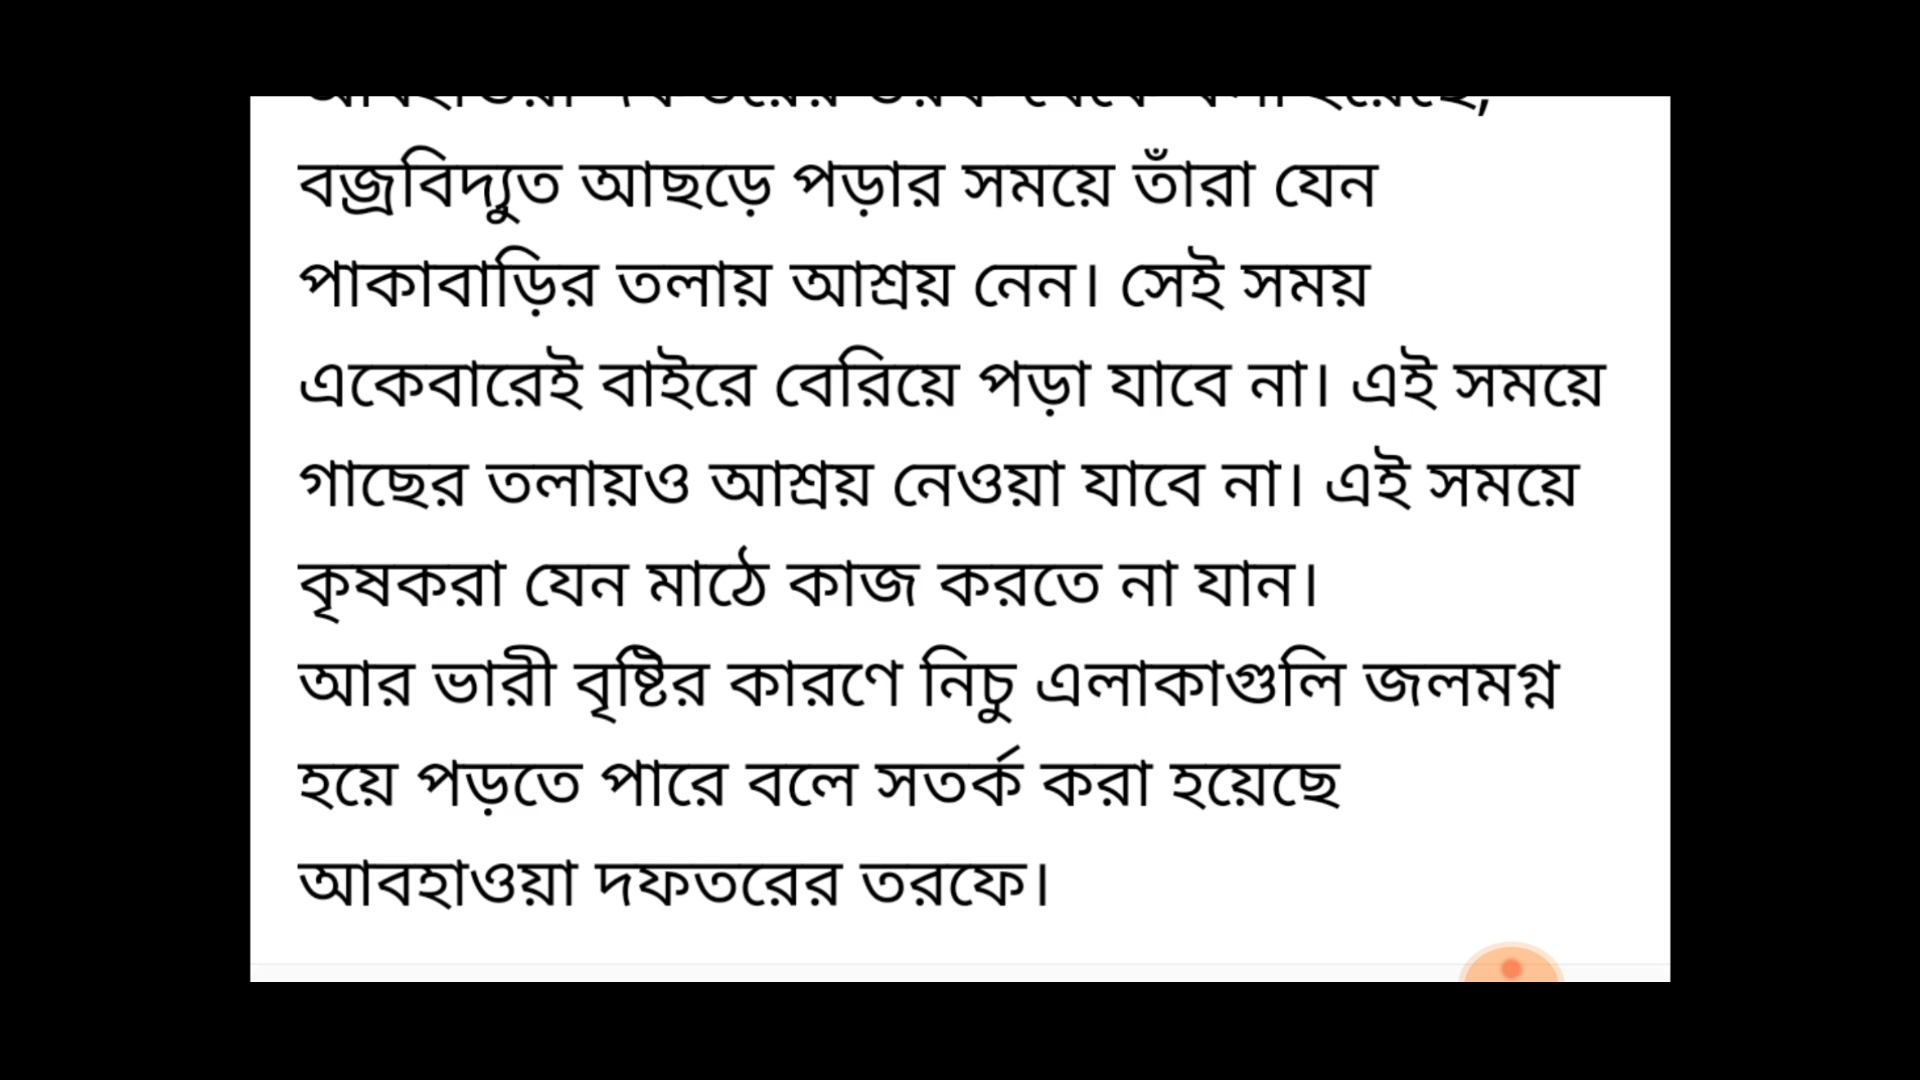 বজ্রবিদ্যুত আছড়ে পড়ার সময়ে তাঁরা যেন
পাকাবাড়ির তলায় আশ্রয় নেন। সেই সময়
একেবারেই বাইরে বেরিয়ে পড়া যাবে না। এই সময়ে
গাছের তলায়ও আশ্রয় নেওয়া যাবে না। এই সময়ে
কৃষকরা যেন মাঠে কাজ করতে না যান।
আর ভারী বৃষ্টির কারণে নিচু এলাকাগুলি জলমগ্ন
হয়ে পড়তে পারে বলে সতর্ক করা হয়েছে
আবহাওয়া দফতরের তরফে।